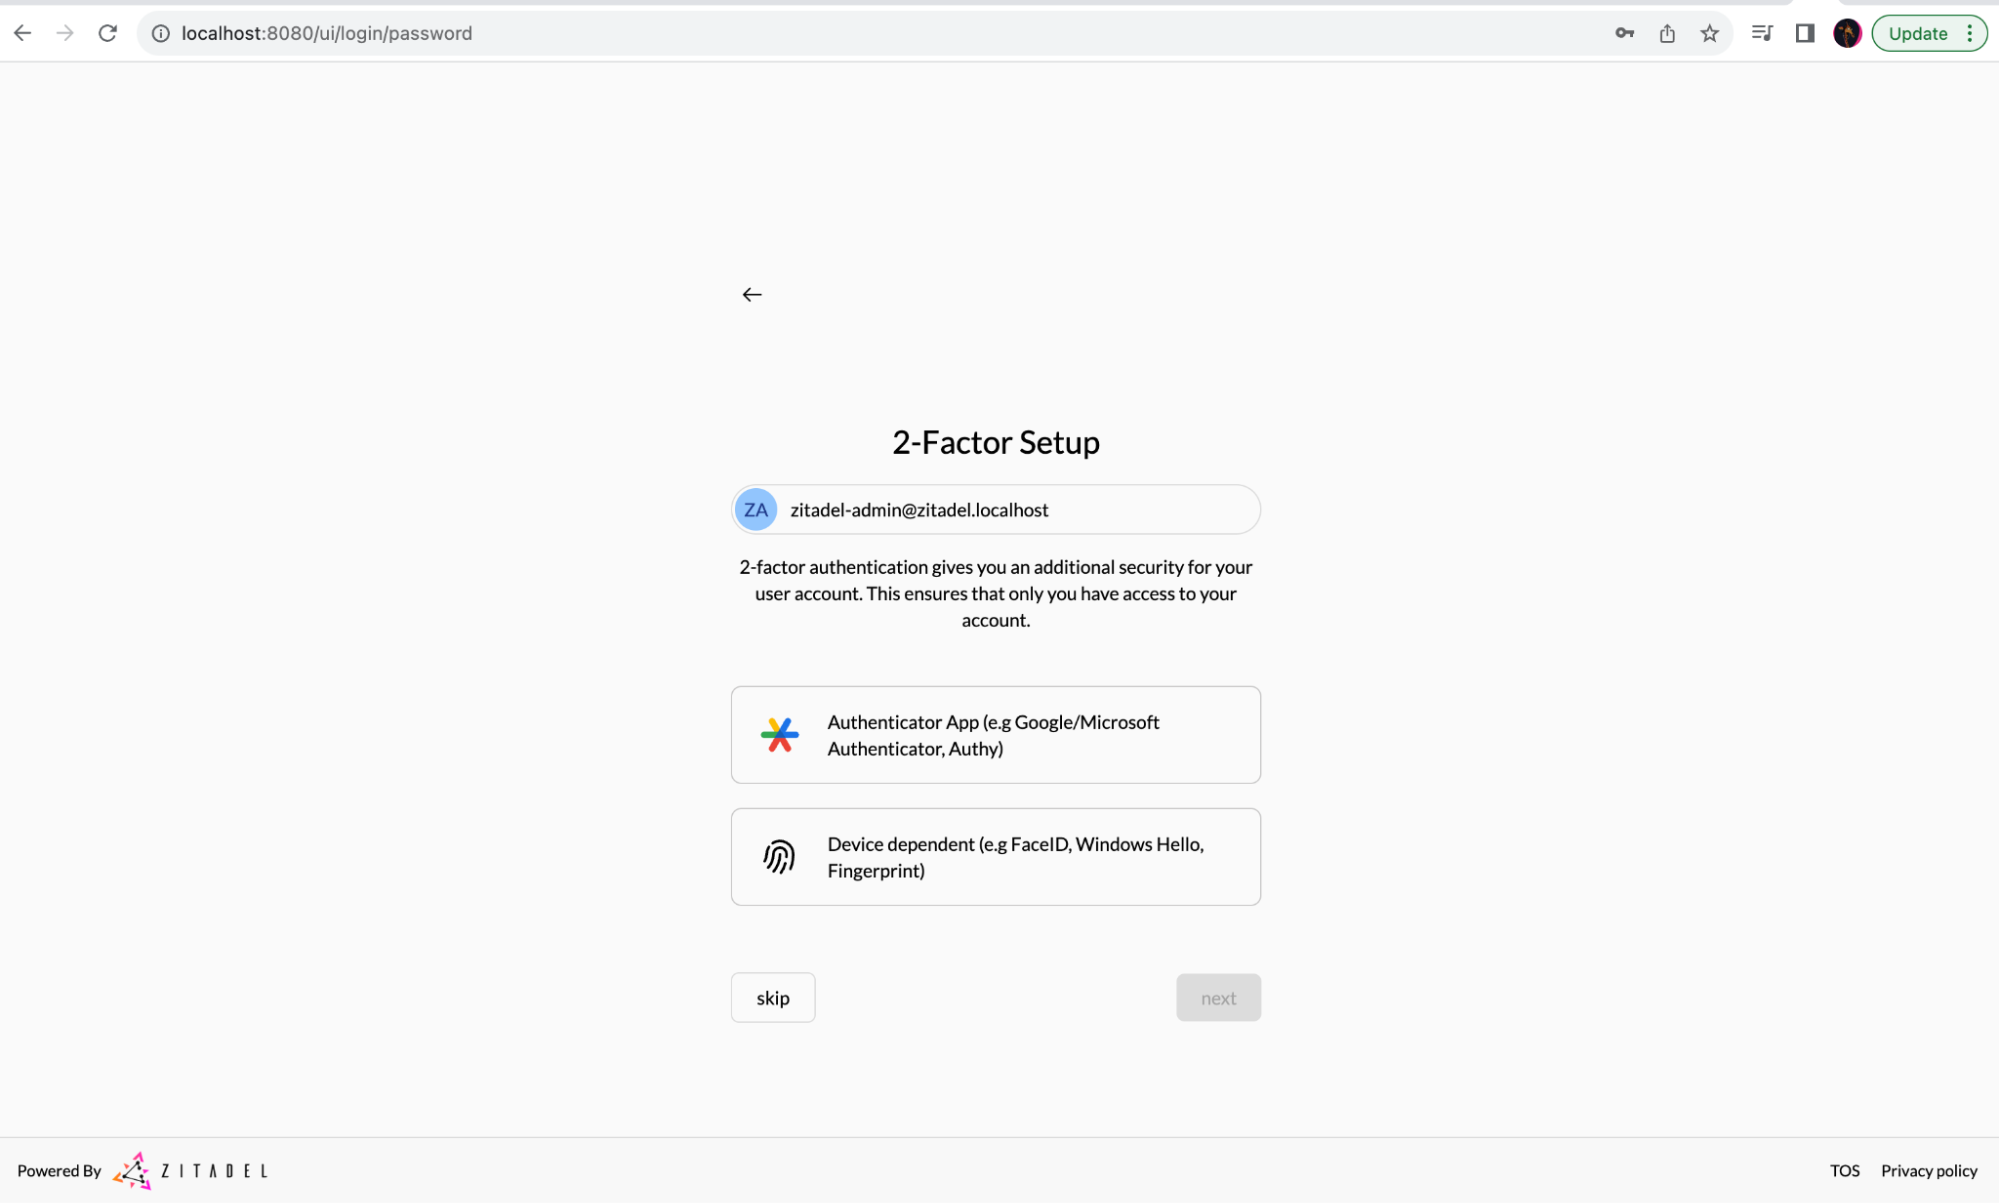 localhost:8080/ui/login/password
Update
2-Factor Setup
ZA
zitadel-admin@zitadel.localhost
2-factor authentication gives you an additional security for your
user account. This ensures that only you have access to your
account.
Authenticator App (e.g Google/Microsoft
Authenticator, Authy)
Device dependent (e.g FaceID, Windows Hello,
Fingerprint)
skip
next
Powered By
ZITADEL
TOS
Privacy policy